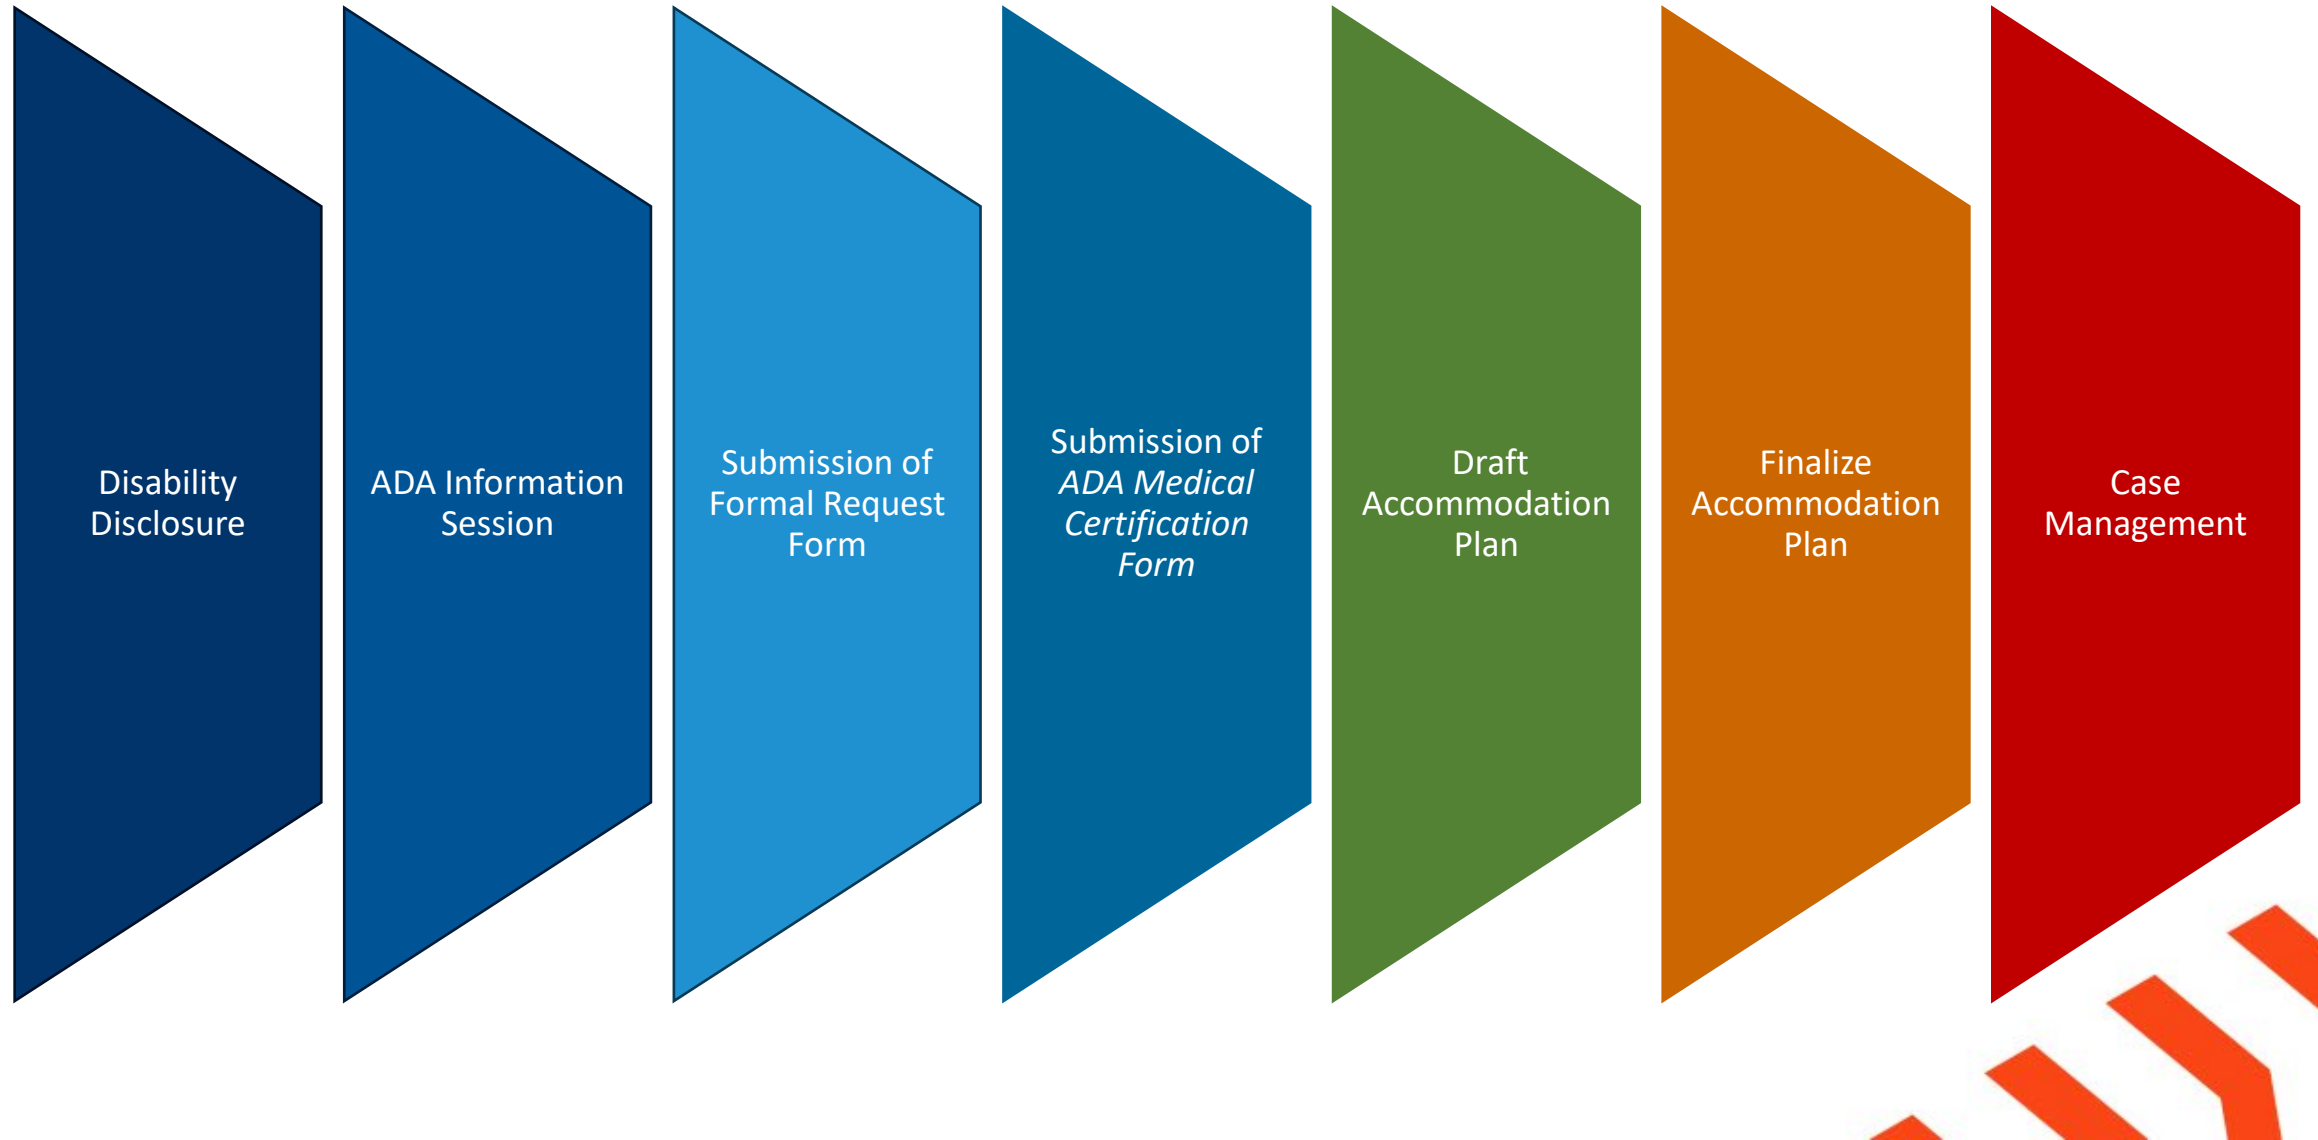 Disability
Disclosure
ADA Information
Session
Submission of
Formal Request
Form
Submission of
ADA Medical
Certification
Form
Draft
Accommodation
Plan
Finalize
Accommodation
Plan
Case
Management